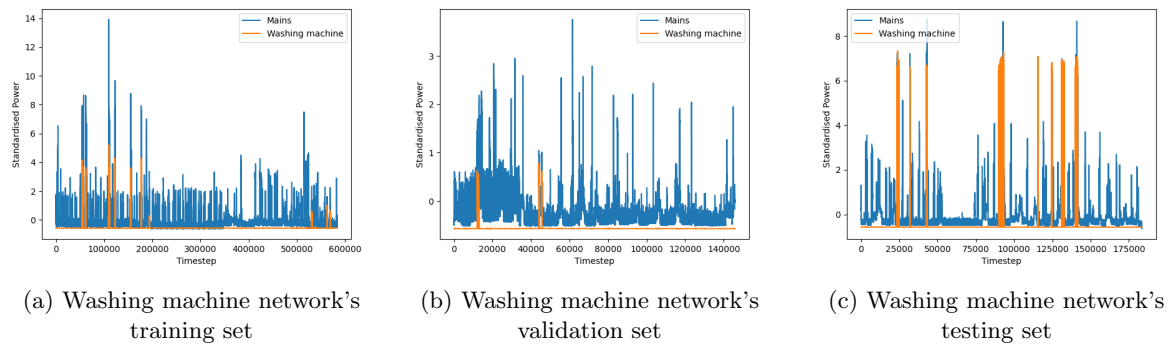 14
12
10
8
6
4
2
0
Standardised Power
Mains
Washing machine
0 100000 200000 300000 400000 500000 600000
Timestep
(a) Washing machine network's
training set
3
2
1
0
Standardised Power
Mains
Washing machine
0 20000 40000 60000 80000 100000 120000 140000
Timestep
(b) Washing machine network's
validation set
8
6
4
2
0
Standardised Power
Mains
Washing machine
0 25000 50000 75000 100000 125000 150000 175000
Timestep
(c) Washing machine network's
testing set